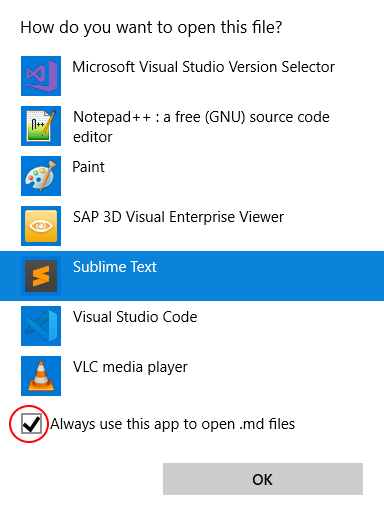 How do you want to open this file?
Microsoft Visual Studio Version Selector
Notepad++ : a free (GNU) source code
editor
Paint
SAP 3D Visual Enterprise Viewer
Sublime Text
Visual Studio Code
VLC media player
Always use this app to open .md files
OK